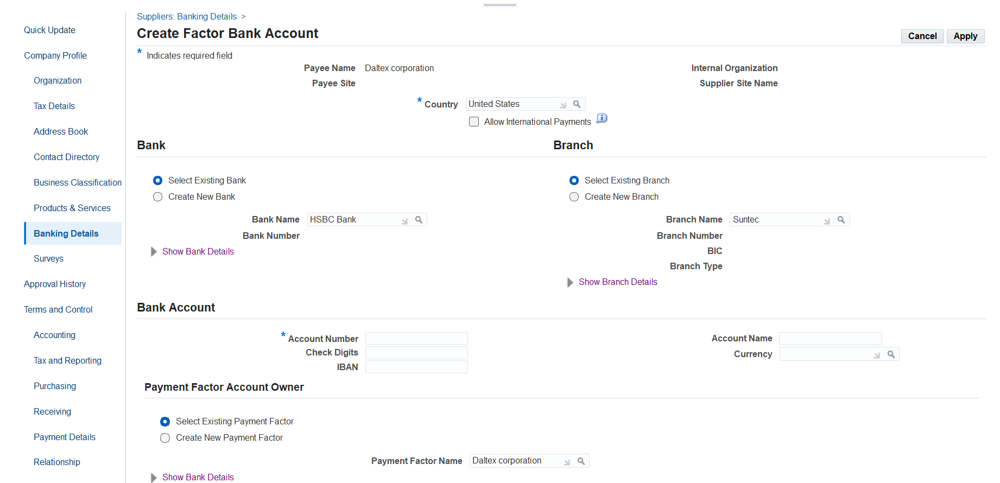 Quick Update
Company Profile
Organization
Tax Details
Address Book
Contact Directory
Business Classification
Products & Services
Banking Details
Surveys
Approval History
Terms and Control
Accounting
Tax and Reporting
Purchasing
Receiving
Payment Details
Relationship
Suppliers: Banking Details >
Create Factor Bank Account
Cancel Apply
* Indicates required field
Payee Name Daltex corporation
Payee Site
Internal Organization
Supplier Site Name
* Country United States
Allow International Payments
Bank
Select Existing Bank
Create New Bank
Bank Name HSBC Bank
Bank Number
Show Bank Details
Branch
Select Existing Branch
Create New Branch
Branch Name Suntec
Branch Number
BIC
Branch Type
Show Branch Details
Bank Account
* Account Number
Check Digits
IBAN
Account Name
Currency
Payment Factor Account Owner
Select Existing Payment Factor
Create New Payment Factor
Payment Factor Name Daltex corporation
Show Bank Details